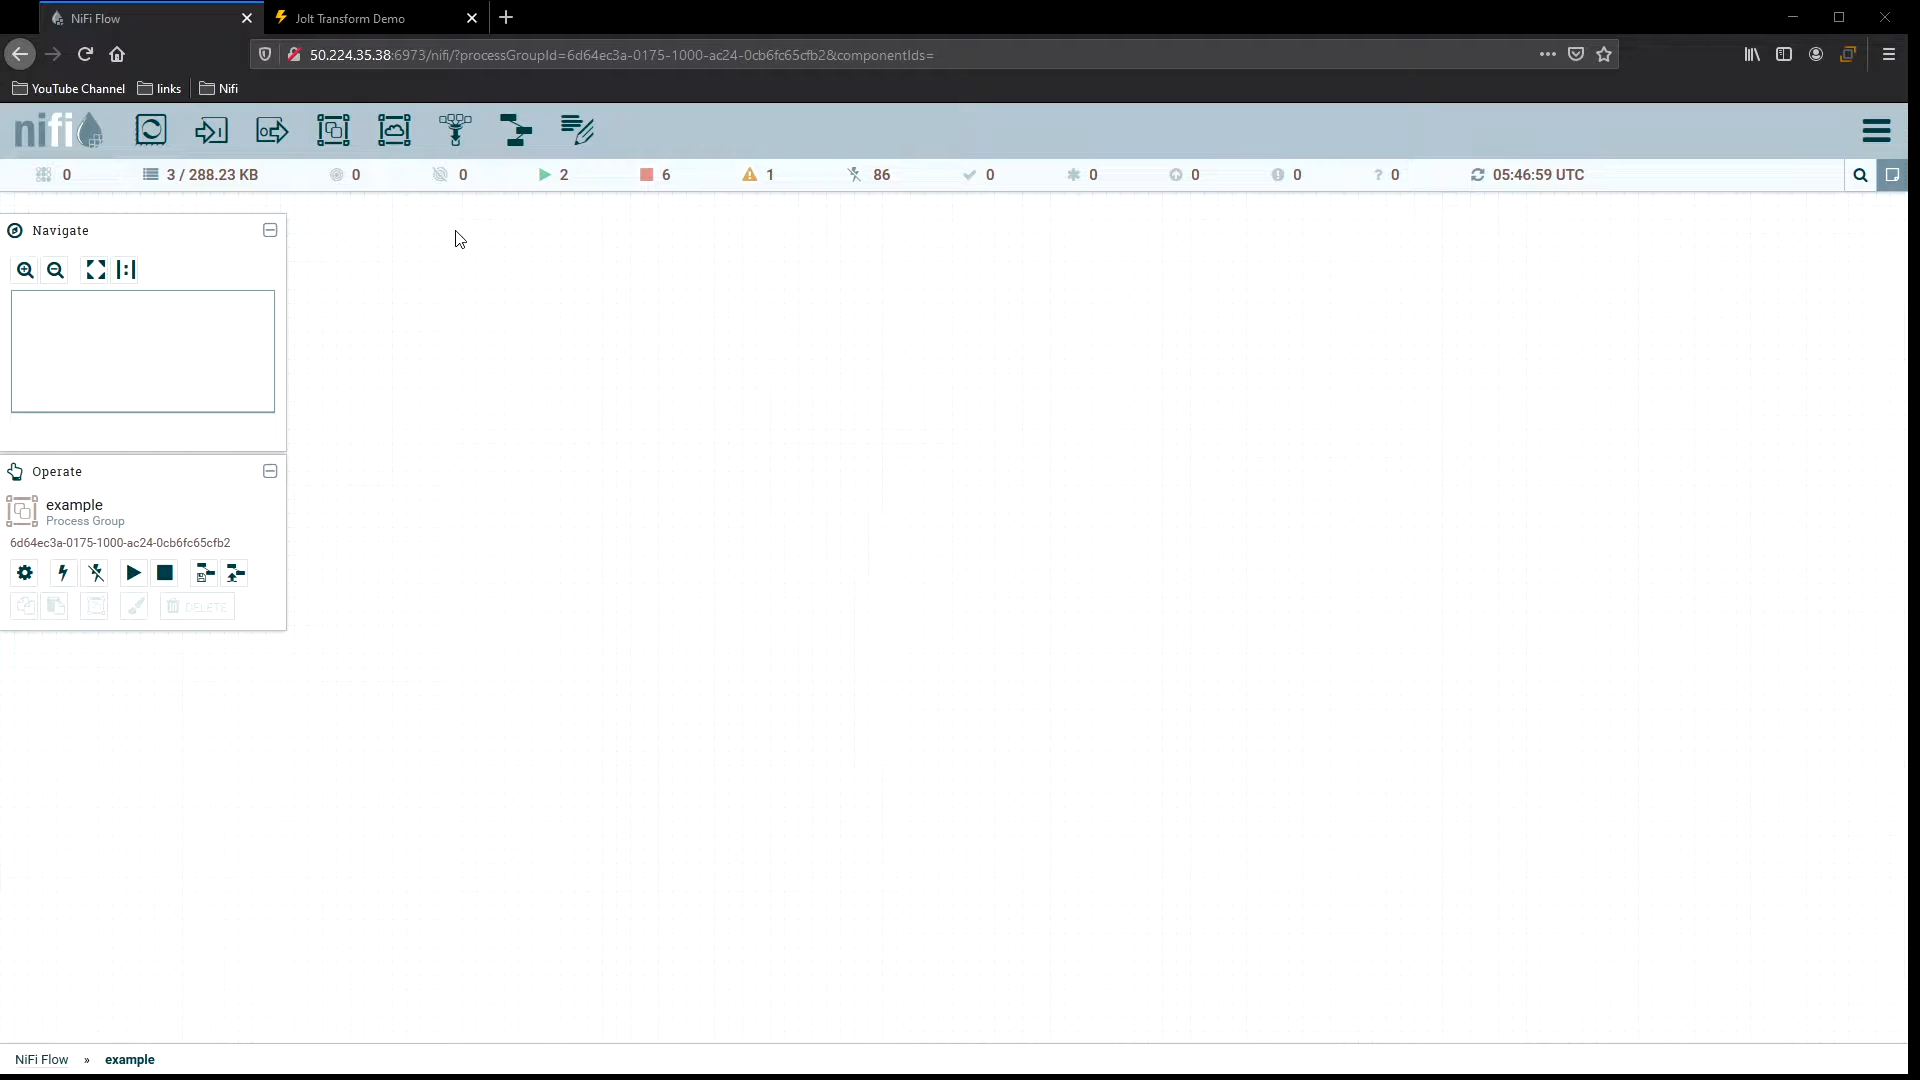 NiFi Flow
Jolt Transform Demo
50.224.35.38:6973/nifi/?processGroupId=6d64ec3a-0175-1000-ac24-0cb6fc65cfb2&componentIds=
YouTube Channel links Nifi
nifi
0 3 / 288.23 KB 0 0 2 6 1 86 0 0 0 0 ? 0 05:46:59 UTC
Navigate
Operate
example
Process Group
6d64ec3a-0175-1000-ac24-0cb6fc65cfb2
DELETE
NiFi Flow » example